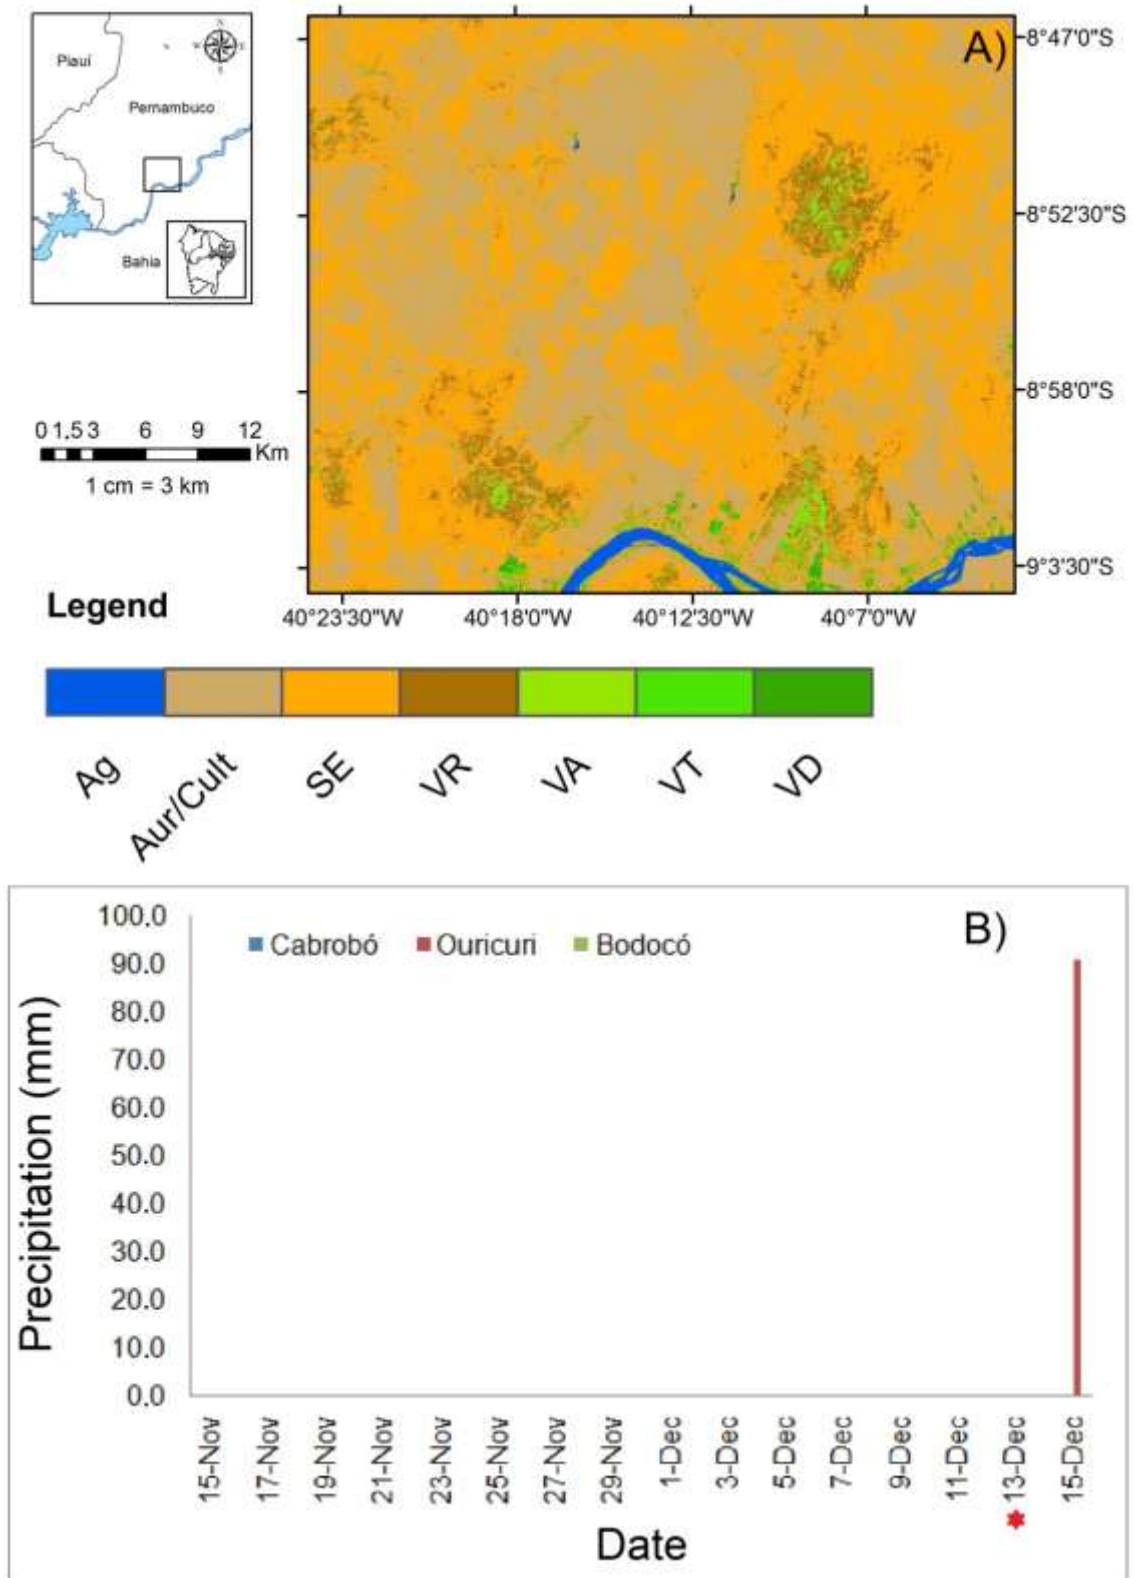 Piauí
Pernambuco
Bahia
N
A)
8°47'0"S
8°52'30"S
8°58'0"S
9°3'30"S
40°23'30"W 40°18'0"W 40°12'30"W 40°7'0"W
0 1,5 3 6 9 12
Km
1 cm = 3 km
Legend
Ag Aur/Cult SE VR VA VT VD
B)
Cabrobó Ouricuri Bodocó
Precipitation (mm)
100.0
90.0
80.0
70.0
60.0
50.0
40.0
30.0
20.0
10.0
0.0
15-Nov 17-Nov 19-Nov 21-Nov 23-Nov 25-Nov 27-Nov 29-Nov 1-Dec 3-Dec 5-Dec 7-Dec 9-Dec 11-Dec 13-Dec 15-Dec
Date